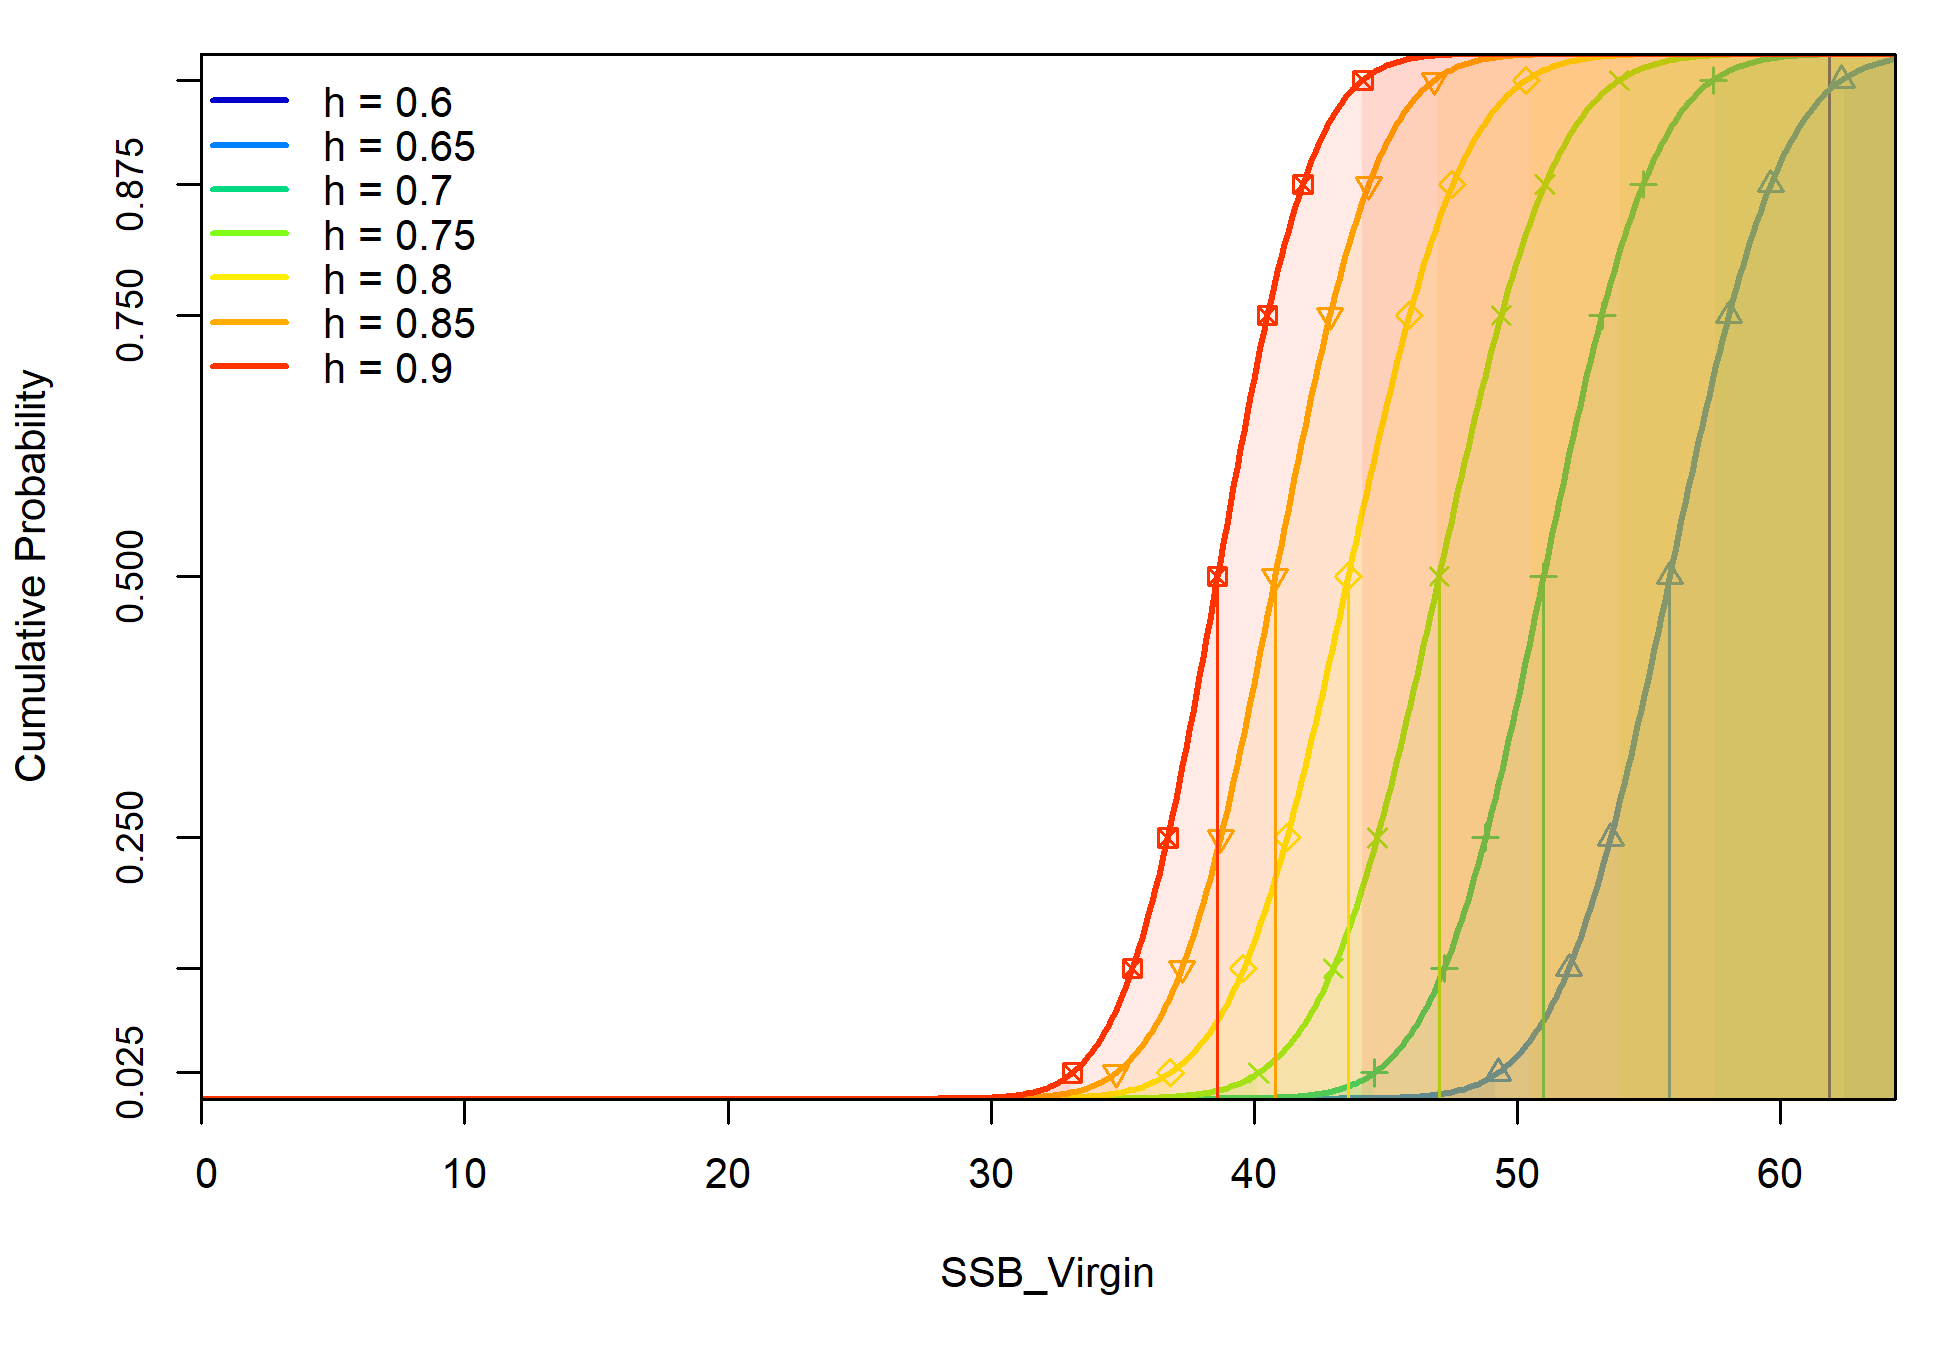 h = 0.6
h = 0.65
h = 0.7
h = 0.75
h = 0.8
h = 0.85
h = 0.9
Cumulative Probability
0.875
0.750
0.500
0.250
0.025
0 10 20 30 40 50 60
SSB_Virgin